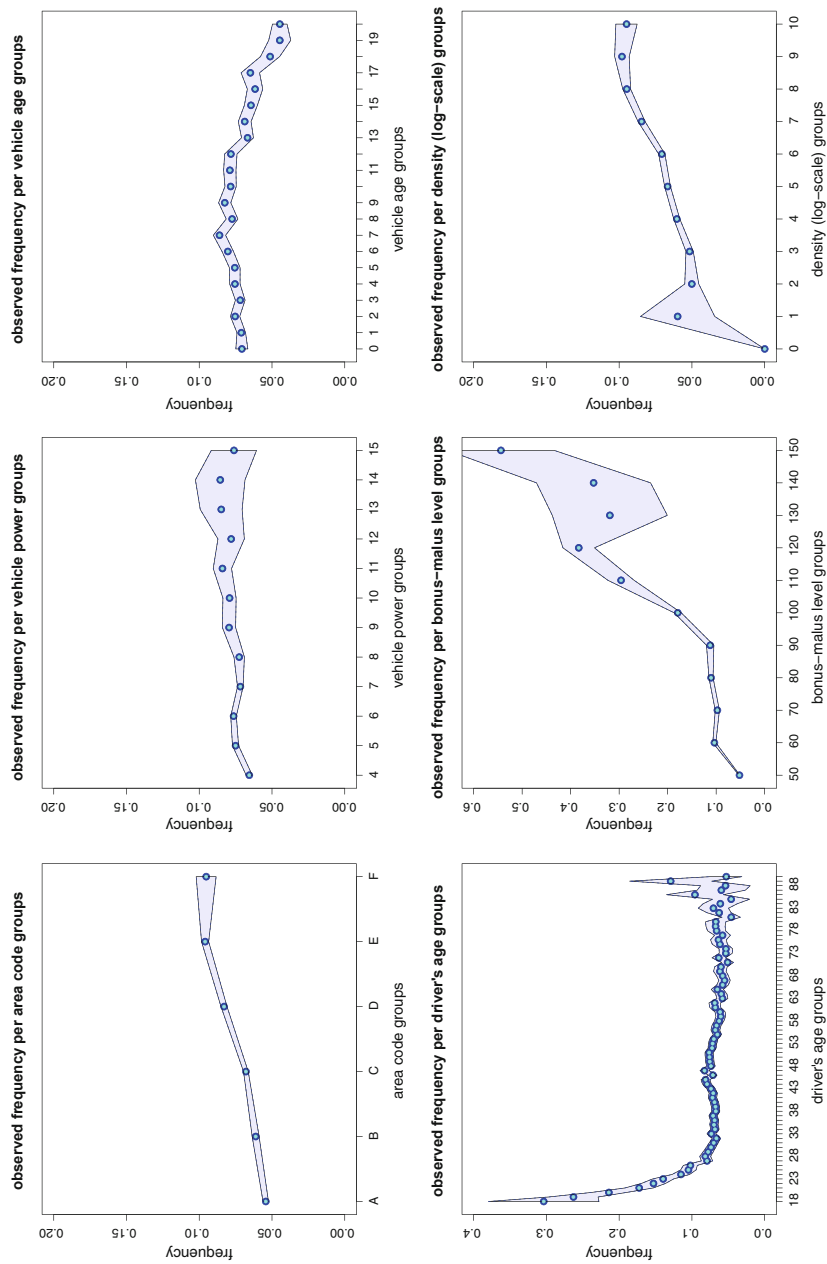 observed frequency per area code groups
frequency
0.20
0.15
0.10
0.05
0.00
A B C D E F
area code groups
observed frequency per vehicle power groups
frequency
0.20
0.15
0.10
0.05
0.00
4 5 6 7 8 9 10 11 12 13 14 15
vehicle power groups
observed frequency per vehicle age groups
frequency
0.20
0.15
0.10
0.05
0.00
0 1 2 3 4 5 6 7 8 9 11 13 15 17 19
vehicle age groups
observed frequency per driver's age groups
frequency
0.4
0.3
0.2
0.1
0.0
18 23 28 33 38 43 48 53 58 63 68 73 78 83 88
driver's age groups
observed frequency per bonus−malus level groups
frequency
0.6
0.5
0.4
0.3
0.2
0.1
0.0
50 60 70 80 90 100 110 120 130 140 150
bonus−malus level groups
observed frequency per density (log−scale) groups
frequency
0.20
0.15
0.10
0.05
0.00
0 1 2 3 4 5 6 7 8 9 10
density (log−scale) groups